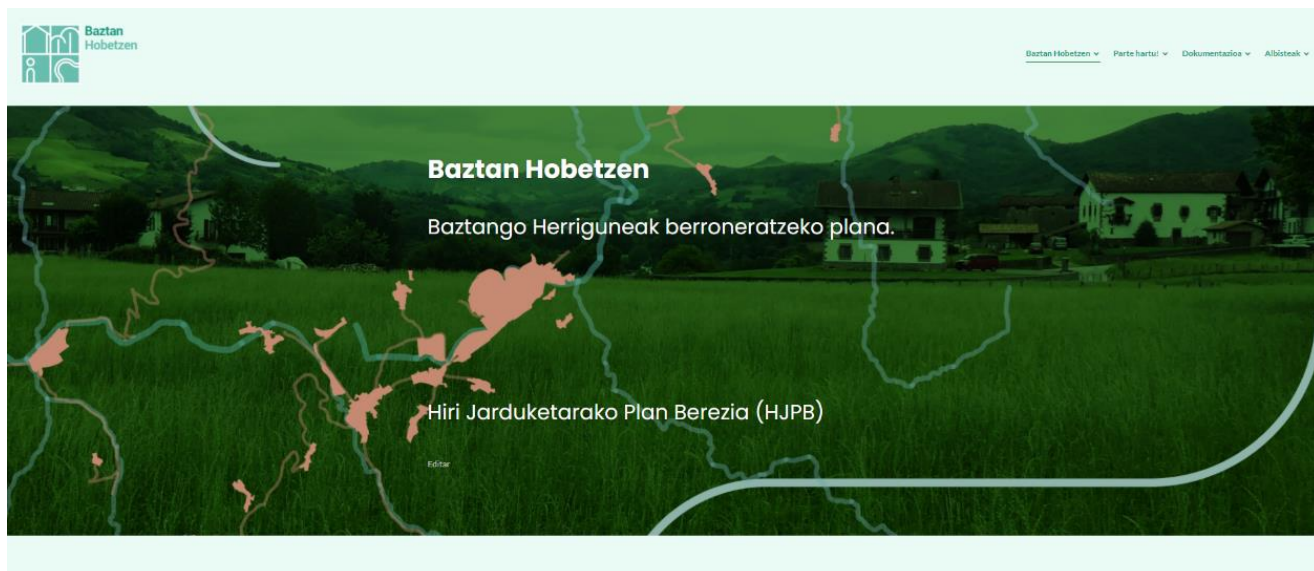 Baztan
Hobetzen
Baztan Hobetzen
Parte hartu!
Dokumentazioa
Albisteak
Baztan Hobetzen
Baztango Herriguneak berroneratzeko plana.
Hiri Jarduketarako Plan Berezia (HJPB)
Editar